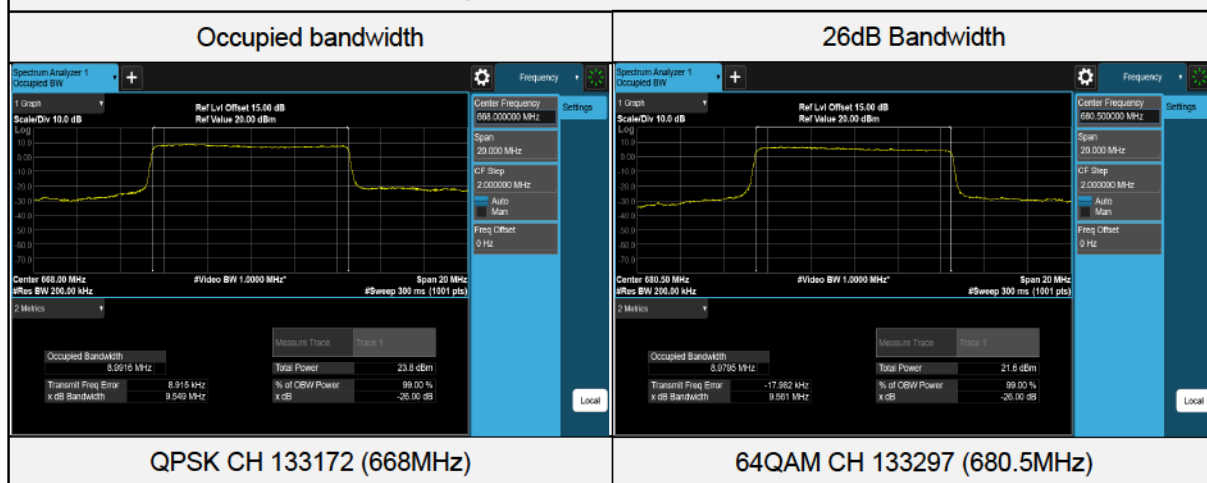 Occupied bandwidth
26dB Bandwidth
Spectrum Analyzer 1
Occupied BW
+
Frequency
1 Graph
Ref Lvl Offset 15.00 dB
Scale/Div 10.0 dB
Ref Value 20.00 dBm
Log
10.0
0.00
-10.0
-20.0
-30.0
-40.0
-50.0
-60.0
-70.0
Center 668.00 MHz
#Video BW 1.0000 MHz*
Span 20 MHz
#Res BW 200.00 kHz
#Sweep 300 ms (1001 pts)
Center Frequency
668.000000 MHz
Settings
Span
20.000 MHz
CF Step
2.000000 MHz
Auto
Man
Freq Offset
0 Hz
Local
2 Metrics
Measure Trace Trace 1
Occupied Bandwidth
8.9916 MHz
Total Power 23.8 dBm
Transmit Freq Error 8.915 kHz
% of OBW Power 99.00 %
x dB Bandwidth 9.549 MHz
x dB -26.00 dB
Spectrum Analyzer 1
Occupied BW
+
Frequency
1 Graph
Ref Lvl Offset 15.00 dB
Scale/Div 10.0 dB
Ref Value 20.00 dBm
Log
10.0
0.00
-10.0
-20.0
-30.0
-40.0
-50.0
-60.0
-70.0
Center 680.50 MHz
#Video BW 1.0000 MHz*
Span 20 MHz
#Res BW 200.00 kHz
#Sweep 300 ms (1001 pts)
Center Frequency
680.500000 MHz
Settings
Span
20.000 MHz
CF Step
2.000000 MHz
Auto
Man
Freq Offset
0 Hz
Local
2 Metrics
Measure Trace Trace 1
Occupied Bandwidth
8.9795 MHz
Total Power 21.6 dBm
Transmit Freq Error -17.982 kHz
% of OBW Power 99.00 %
x dB Bandwidth 9.561 MHz
x dB -26.00 dB
QPSK CH 133172 (668MHz)
64QAM CH 133297 (680.5MHz)